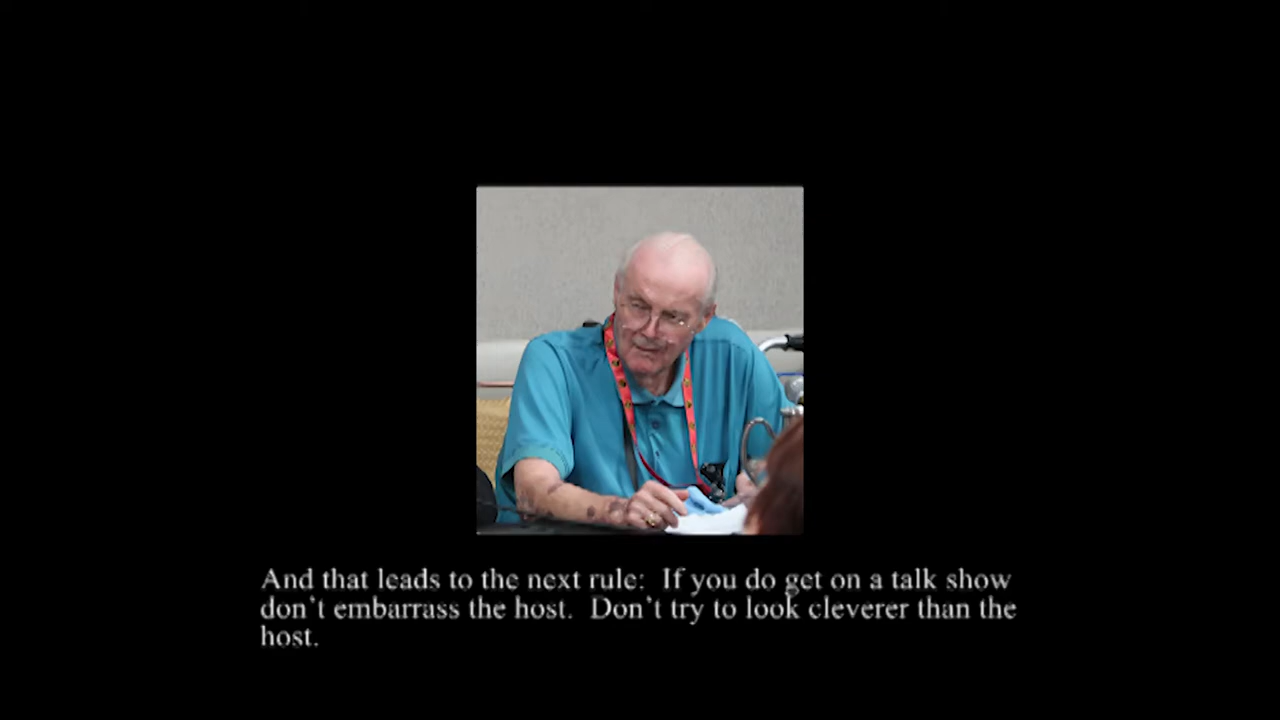 And that leads to the next rule:  If you do get on a talk show
don't embarrass the host.  Don't try to look cleverer than the
host.